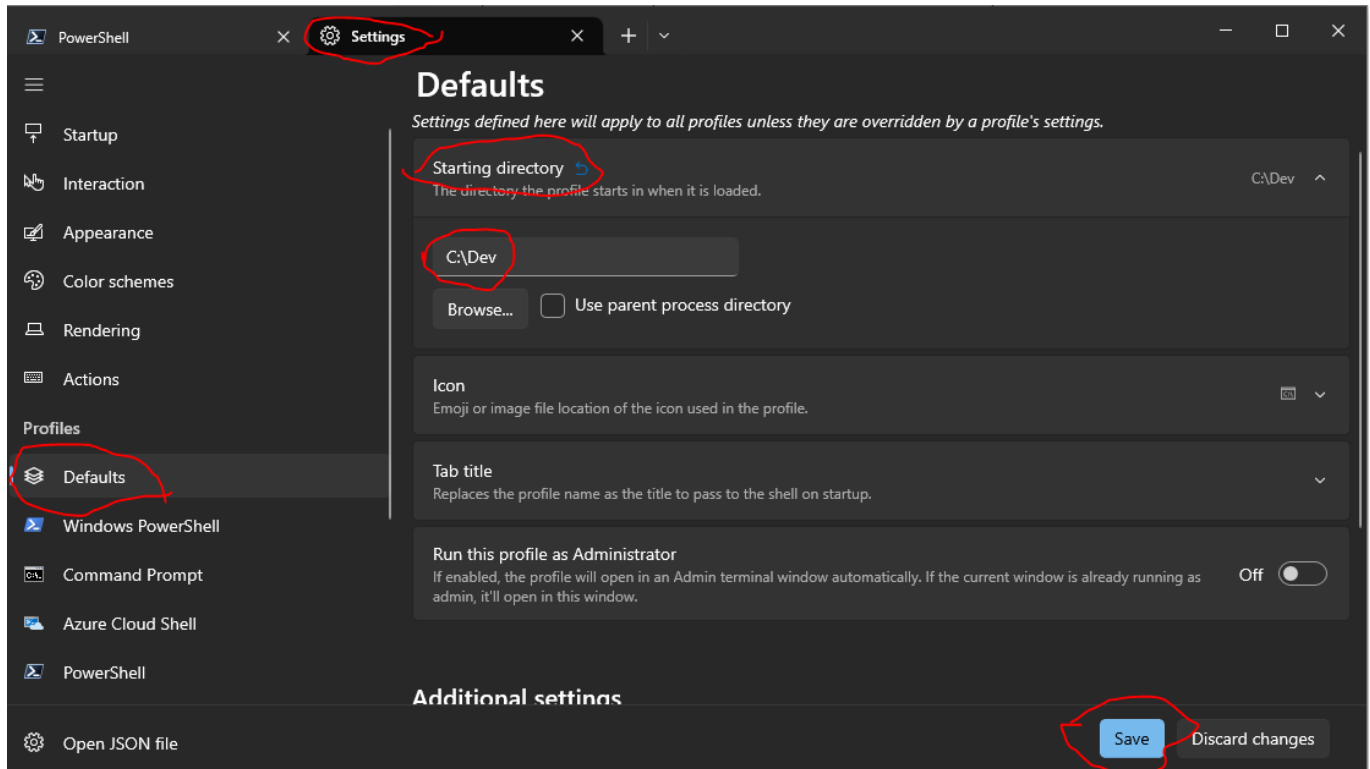 PowerShell
Settings
Startup
Interaction
Appearance
Color schemes
Rendering
Actions
Profiles
Defaults
Windows PowerShell
Command Prompt
Azure Cloud Shell
PowerShell
Open JSON file
Defaults
Settings defined here will apply to all profiles unless they are overridden by a profile's settings.
Starting directory
The directory the profile starts in when it is loaded.
C:\Dev
C:\Dev
Browse...
Use parent process directory
Icon
Emoji or image file location of the icon used in the profile.
Tab title
Replaces the profile name as the title to pass to the shell on startup.
Run this profile as Administrator
If enabled, the profile will open in an Admin terminal window automatically. If the current window is already running as
admin, it'll open in this window.
Off
Additional settings
Save
Discard changes